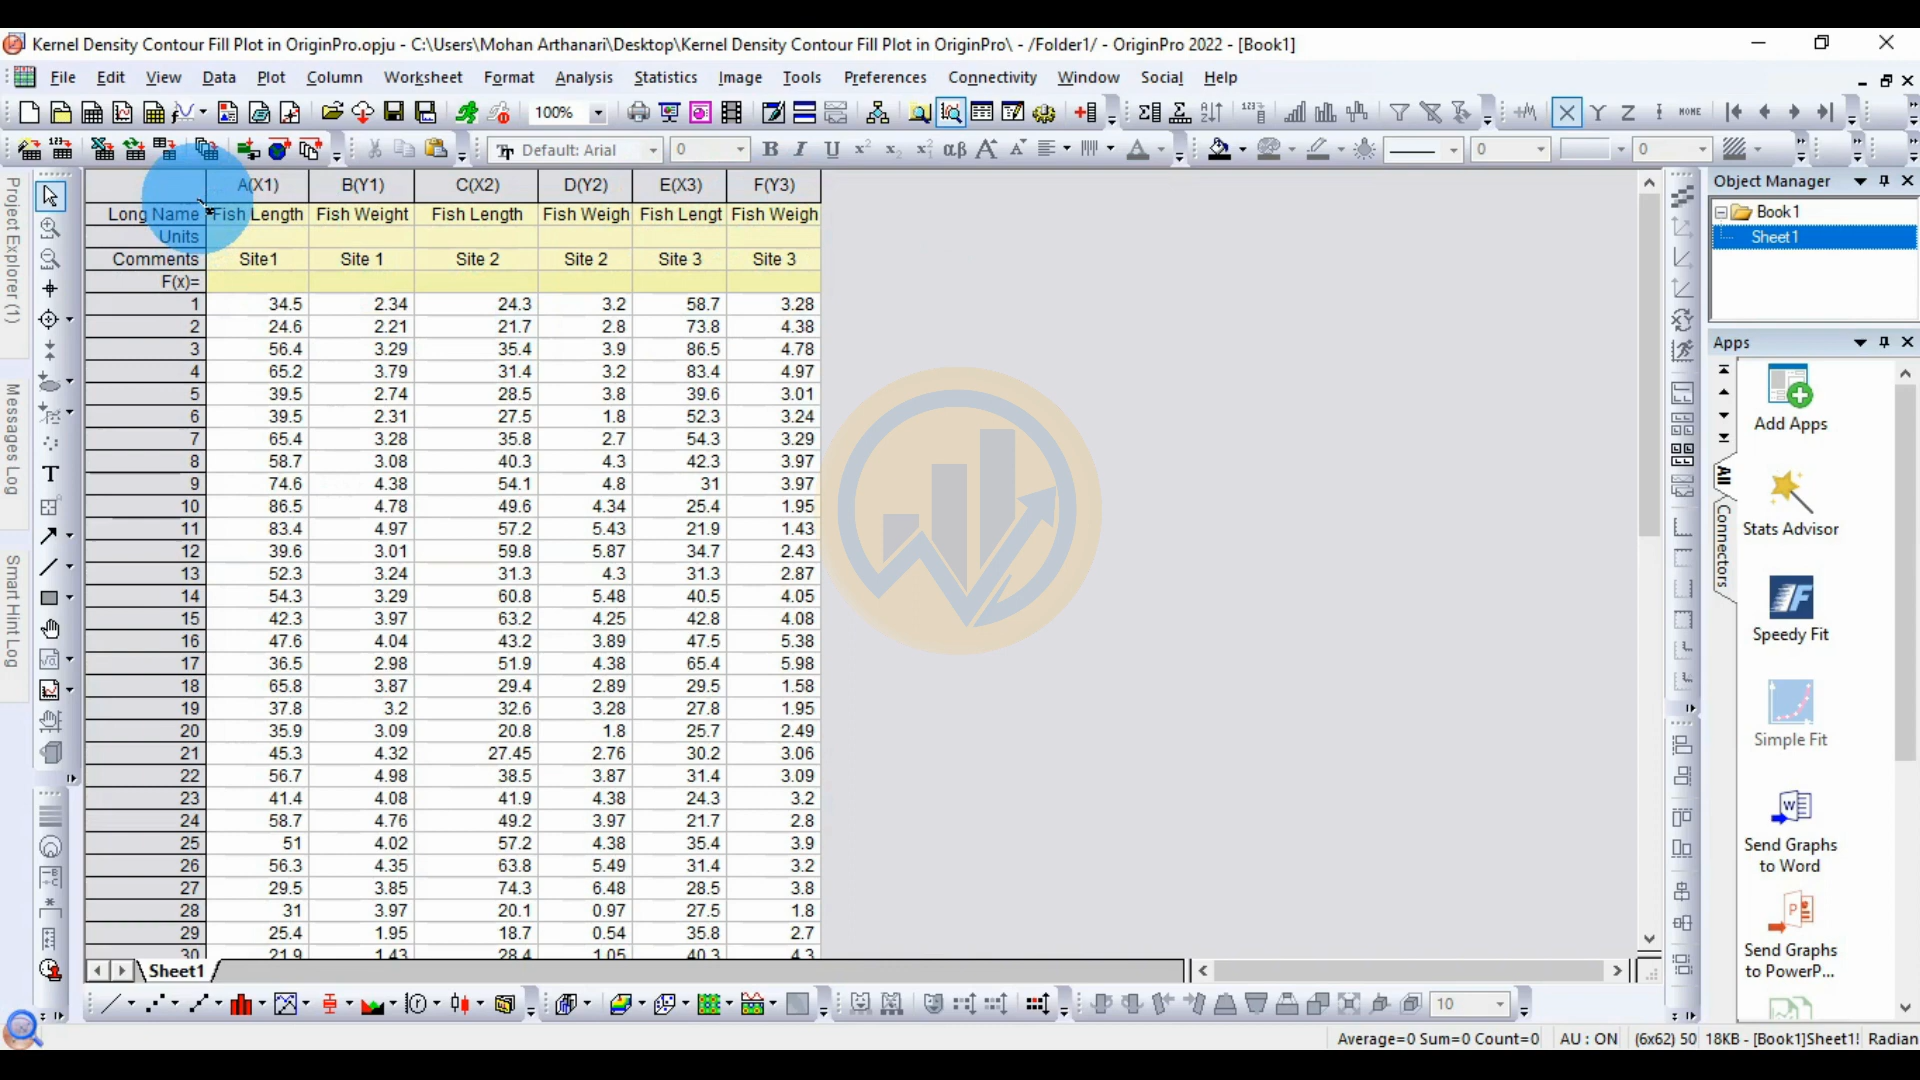 Kernel Density Contour Fill Plot in OriginPro.opju - C:\Users\Mohan Arthanari\Desktop\Kernel Density Contour Fill Plot in OriginPro\ - /Folder1/ - OriginPro 2022 - [Book1]
File Edit View Data Plot Column Worksheet Format Analysis Statistics Image Tools Preferences Connectivity Window Social Help
100% X Y Z HOME
Default: Arial 0 B I U αβ A A A 0 0
A(X1) B(Y1) C(X2) D(Y2) E(X3) F(Y3)
Long Name Fish Length Fish Weight Fish Length Fish Weigh Fish Lengt Fish Weigh
Units
Comments Site1 Site 1 Site 2 Site 2 Site 3 Site 3
F(x)=
1 34.5 2.34 24.3 3.2 58.7 3.28
2 24.6 2.21 21.7 2.8 73.8 4.38
3 56.4 3.29 35.4 3.9 86.5 4.78
4 65.2 3.79 31.4 3.2 83.4 4.97
5 39.5 2.74 28.5 3.8 39.6 3.01
6 39.5 2.31 27.5 1.8 52.3 3.24
7 65.4 3.28 35.8 2.7 54.3 3.29
8 58.7 3.08 40.3 4.3 42.3 3.97
9 74.6 4.38 54.1 4.8 31 3.97
10 86.5 4.78 49.6 4.34 25.4 1.95
11 83.4 4.97 57.2 5.43 21.9 1.43
12 39.6 3.01 59.8 5.87 34.7 2.43
13 52.3 3.24 31.3 4.3 31.3 2.87
14 54.3 3.29 60.8 5.48 40.5 4.05
15 42.3 3.97 63.2 4.25 42.8 4.08
16 47.6 4.04 43.2 3.89 47.5 5.38
17 36.5 2.98 51.9 4.38 65.4 5.98
18 65.8 3.87 29.4 2.89 29.5 1.58
19 37.8 3.2 32.6 3.28 27.8 1.95
20 35.9 3.09 20.8 1.8 25.7 2.49
21 45.3 4.32 27.45 2.76 30.2 3.06
22 56.7 4.98 38.5 3.87 31.4 3.09
23 41.4 4.08 41.9 4.38 24.3 3.2
24 58.7 4.76 49.2 3.97 21.7 2.8
25 51 4.02 57.2 4.38 35.4 3.9
26 56.3 4.35 63.8 5.49 31.4 3.2
27 29.5 3.85 74.3 6.48 28.5 3.8
28 31 3.97 20.1 0.97 27.5 1.8
29 25.4 1.95 18.7 0.54 35.8 2.7
30 21.9 1.43 28.4 1.05 40.3 4.3
Sheet1
Project Explorer (1)
Messages Log
Smart Hint Log
Object Manager
Book1
Sheet1
Apps
All
Connectors
Add Apps
Stats Advisor
Speedy Fit
Simple Fit
Send Graphs
to Word
Send Graphs
to PowerP...
10
Average=0 Sum=0 Count=0 AU : ON (6x62) 50 18KB - [Book1]Sheet1! Radian